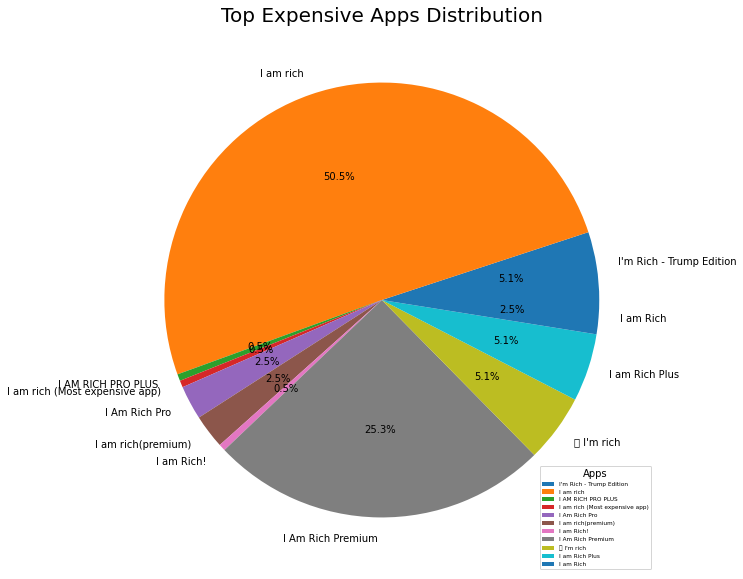 Top Expensive Apps Distribution
I am rich
50.5%
I'm Rich - Trump Edition
5.1%
2.5%
I am Rich
5.1%
I am Rich Plus
5.1%
I'm rich
25.3%
I Am Rich Premium
0.5%
I am Rich!
2.5%
I am rich(premium)
2.5%
I Am Rich Pro
0.5%
I am rich (Most expensive app)
0.5%
I AM RICH PRO PLUS
Apps
I'm Rich - Trump Edition
I am rich
I AM RICH PRO PLUS
I am rich (Most expensive app)
I Am Rich Pro
I am rich(premium)
I am Rich!
I Am Rich Premium
I'm rich
I am Rich Plus
I am Rich